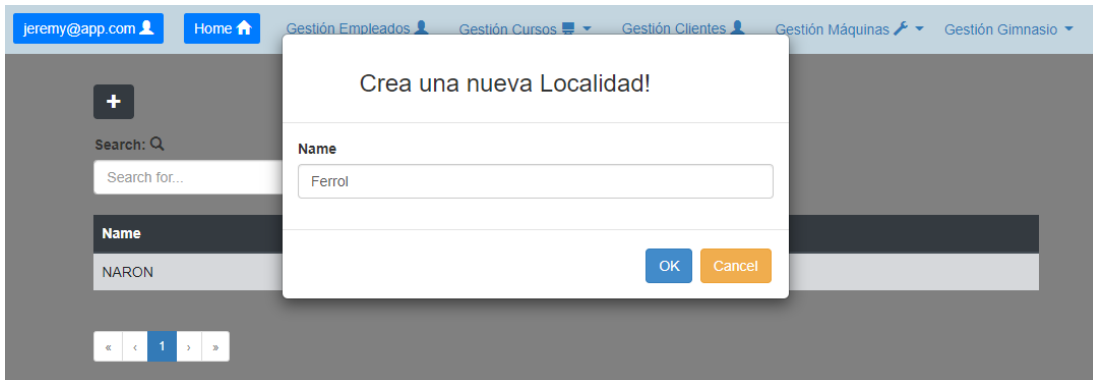 jeremy@app.com Home Gestión Empleados Gestión Cursos Gestión Clientes Gestión Máquinas Gestión Gimnasio
Crea una nueva Localidad!
+
Search:
Search for...
Name
Ferrol
Name
NARON
OK Cancel
« ‹ 1 › »